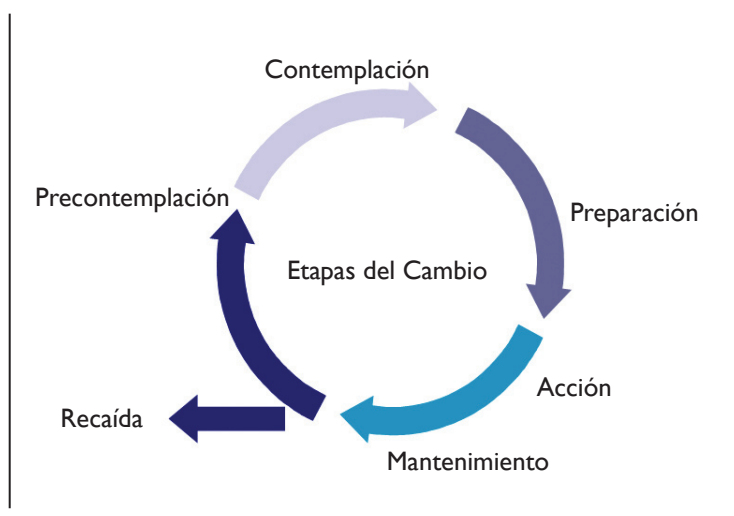 Contemplación
Precontemplación
Preparación
Etapas del Cambio
Acción
Recaída
Mantenimiento